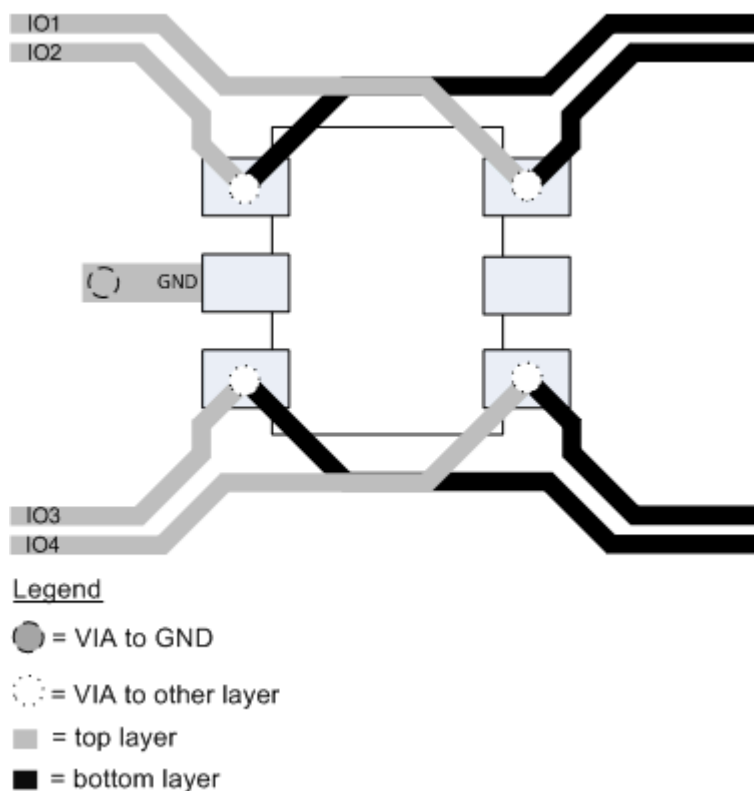 IO1
IO2
GND
IO3
IO4
Legend
= VIA to GND
= VIA to other layer
= top layer
= bottom layer